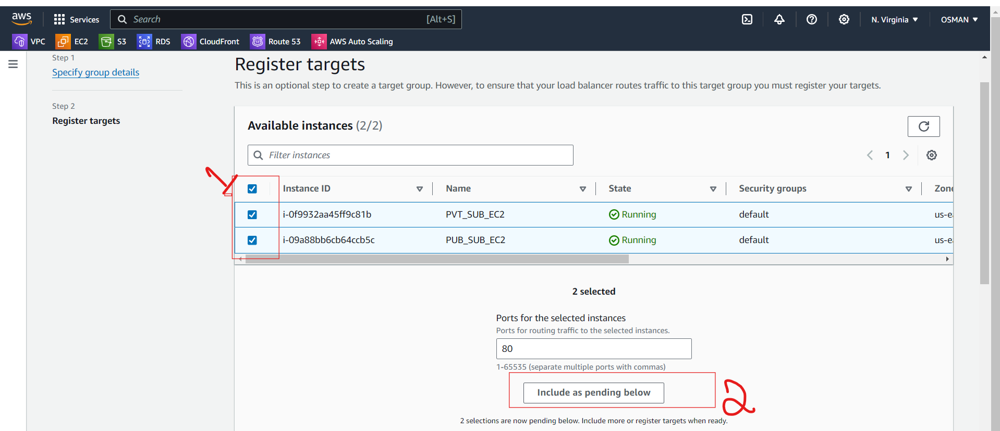 aws
Services
Search [Alt+S]
N. Virginia
OSMAN
VPC
EC2
S3
RDS
CloudFront
53
Route 53
AWS Auto Scaling
Step 1
Specify group details
Step 2
Register targets
Register targets
This is an optional step to create a target group. However, to ensure that your load balancer routes traffic to this target group you must register your targets.
Available instances (2/2)
Filter instances
1
1
Instance ID Name State Security groups Zone
i-0f9932aa45ff9c81b PVT_SUB_EC2 Running default us-ea
i-09a88bb6cb64ccb5c PUB_SUB_EC2 Running default us-ea
2 selected
Ports for the selected instances
Ports for routing traffic to the selected instances.
80
1-65535 (separate multiple ports with commas)
Include as pending below
2
2 selections are now pending below. Include more or register targets when ready.